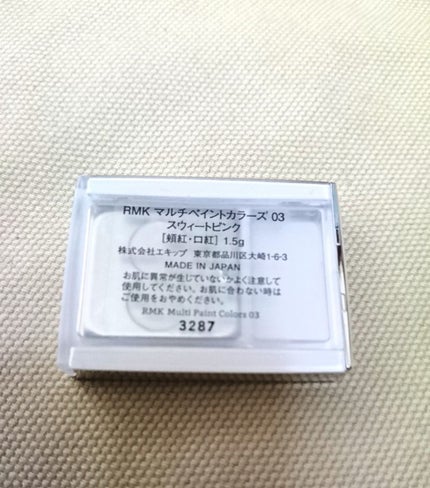 RMK マルチペイントカラーズ 03
スウィートピンク
[頬紅・口紅] 1.5g
株式会社エキップ 東京都品川区大崎1-6-3
MADE IN JAPAN
お肌に異常が生じていないかよく注意して
使用してください。お肌に合わない時は
ご使用をおやめください。
RMK Multi Paint Colors 03
3287